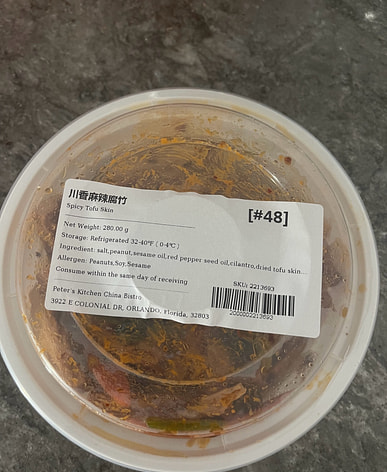 川香麻辣腐竹
Spicy Tofu Skin
[#48]
Net Weight: 280.00 g
Storage: Refrigerated 32-40°F ( 0-4℃ )
Ingredient: salt,peanut,sesame oil,red pepper seed oil,cilantro,dried tofu skin...
Allergen: Peanuts,Soy,Sesame
Consume within the same day of receiving
SKU: 2213693
2000002213693
Peter's Kitchen China Bistro
3922 E COLONIAL DR, ORLANDO, Florida, 32803